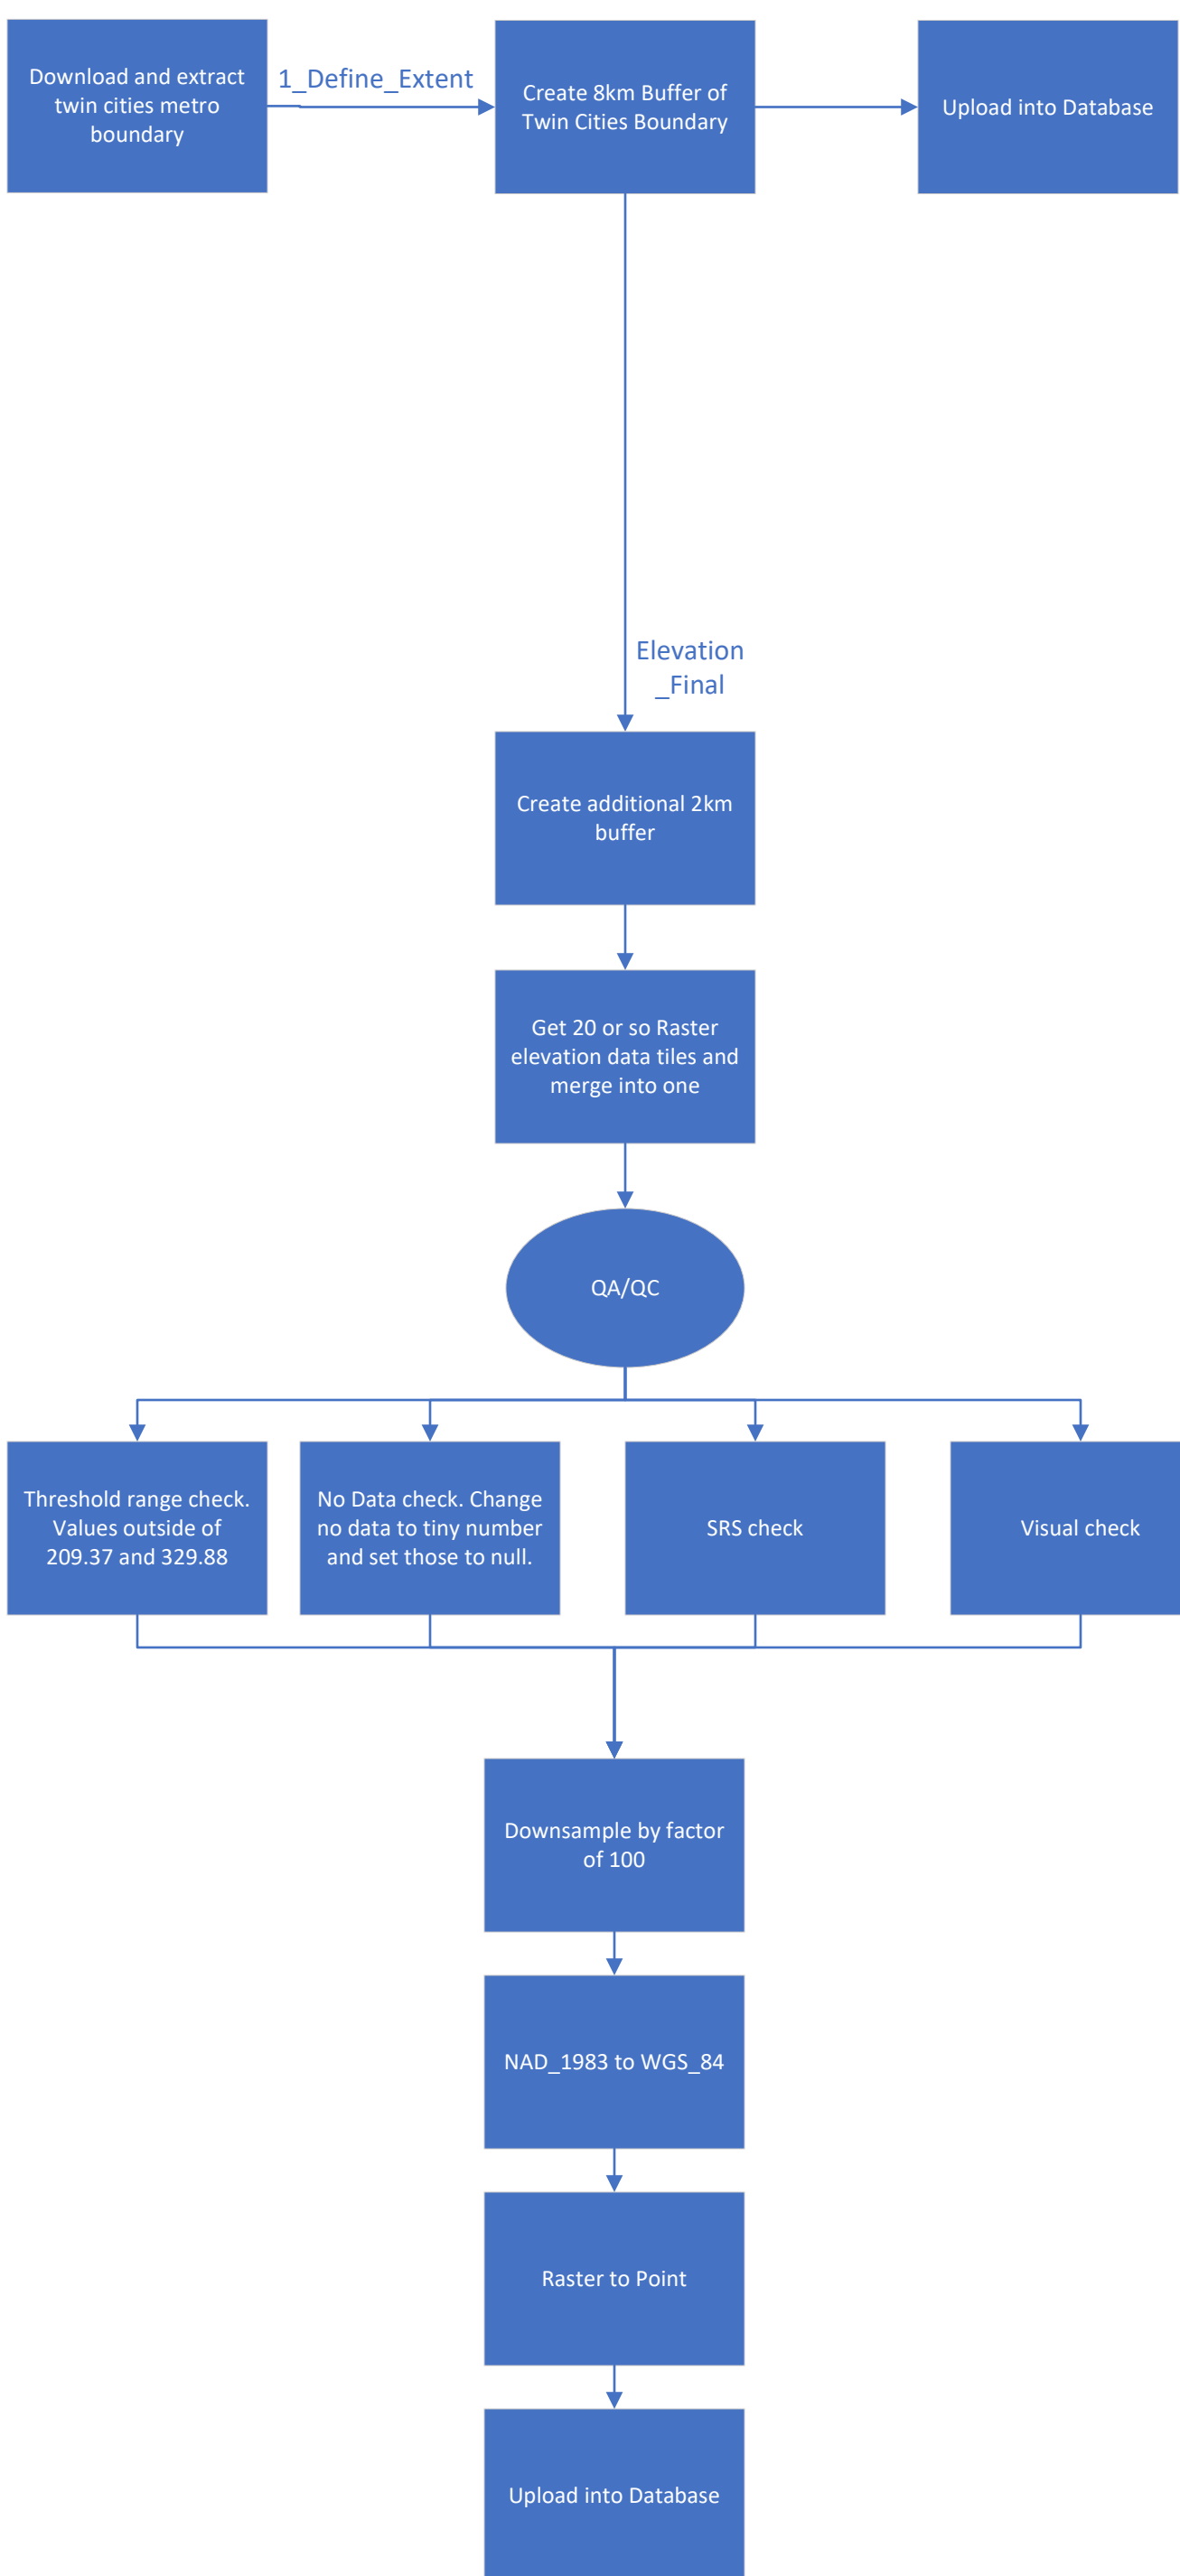 Download and extract
twin cities metro
boundary
1_Define_Extent
Create 8km Buffer of
Twin Cities Boundary
Upload into Database
Elevation
_Final
Create additional 2km
buffer
Get 20 or so Raster
elevation data tiles and
merge into one
QA/QC
Threshold range check.
Values outside of
209.37 and 329.88
No Data check. Change
no data to tiny number
and set those to null.
SRS check
Visual check
Downsample by factor
of 100
NAD_1983 to WGS_84
Raster to Point
Upload into Database